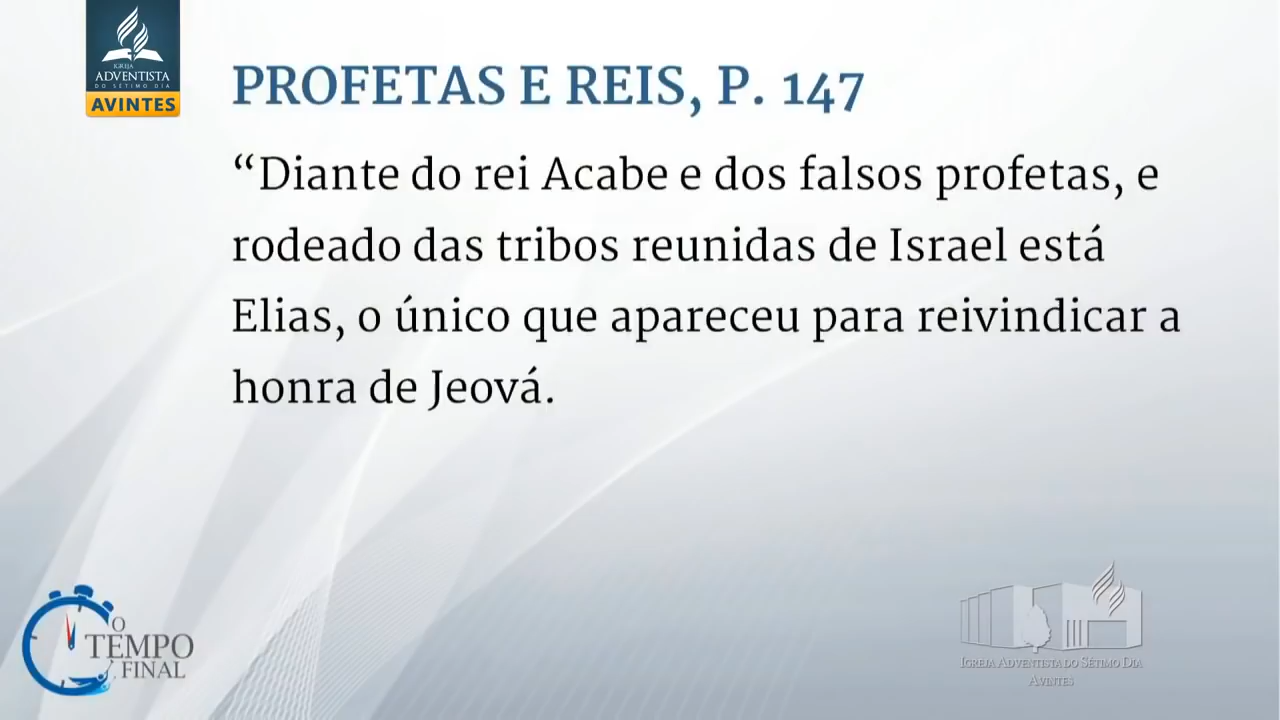 IGREJA
ADVENTISTA
DO SÉTIMO DIA
AVINTES
PROFETAS E REIS, P. 147
“Diante do rei Acabe e dos falsos profetas, e
rodeado das tribos reunidas de Israel está
Elias, o único que apareceu para reivindicar a
honra de Jeová.
O
TEMPO
FINAL
IGREJA ADVENTISTA DO SÉTIMO DIA
AVINTES